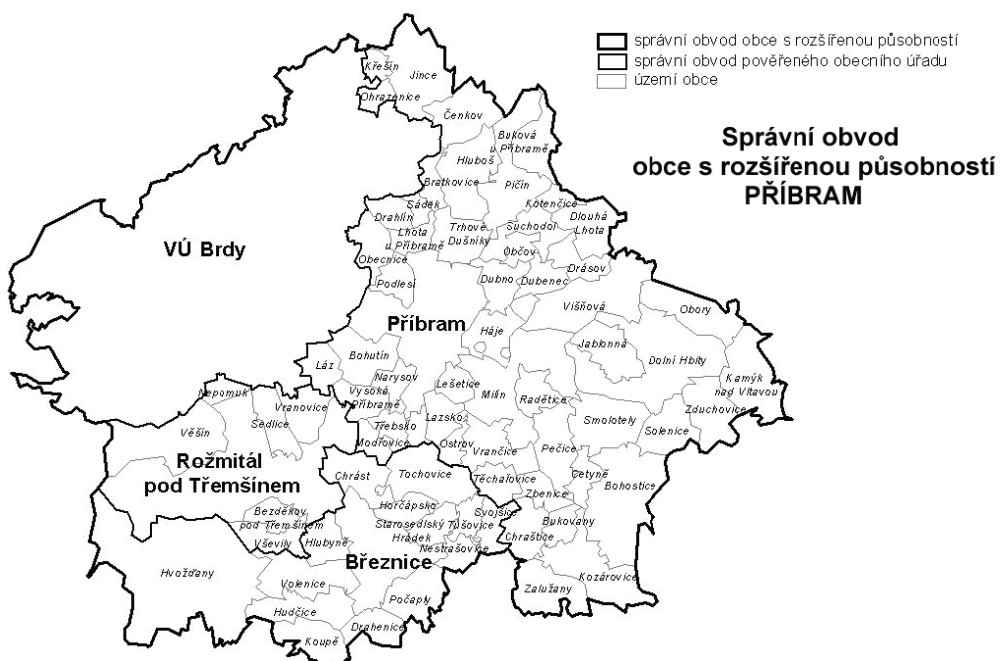 správní obvod obce s rozšířenou působností
správní obvod pověřeného obecního úřadu
území obce
Správní obvod
obce s rozšířenou působností
PŘÍBRAM
Křešín
Jince
Ohrazenice
Čenkov
Buková
u Příbramě
Hluboš
Bratkovice
Pičín
Kotenčice
Sádek
Drahlín
Dlouhá
Lhota
Lhota
u Příbramě
Trhové
Dušníky
Suchodol
Občov
Obecnice
VÚ Brdy
Drásov
Podlesí
Dubno
Dubenec
Višňová
Obory
Příbram
Háje
Jablonná
Bohutín
Dolní Hbity
Láz
Narysov
Lešetice
Kamýk
nad Vltavou
Nepomuk
Vysoká
u Příbramě
Milín
Radětice
Vranovice
Zduchovice
Sedlice
Lazsko
Smolotely
Věšín
Třebsko
Solenice
Modřovice
Ostrov
Vrančice
Pečice
Rožmitál
pod Třemšínem
Chrást
Tochovice
Těchařovice
Cetyně
Bohostice
Zbenice
Horčápsko
Bezděkov
pod Třemšínem
Svojšice
Starosedlský
Hrádek
Tušovice
Bukovany
Chraštice
Vševily
Hlubyně
Nestrašovice
Březnice
Hvožďany
Volenice
Kozárovice
Zalužany
Počaply
Hudčice
Drahenice
Koupě